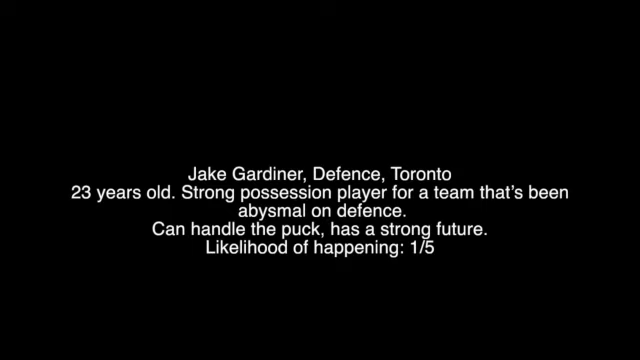 Jake Gardiner, Defence, Toronto
23 years old. Strong possession player for a team that's been
abysmal on defence.
Can handle the puck, has a strong future.
Likelihood of happening: 1/5